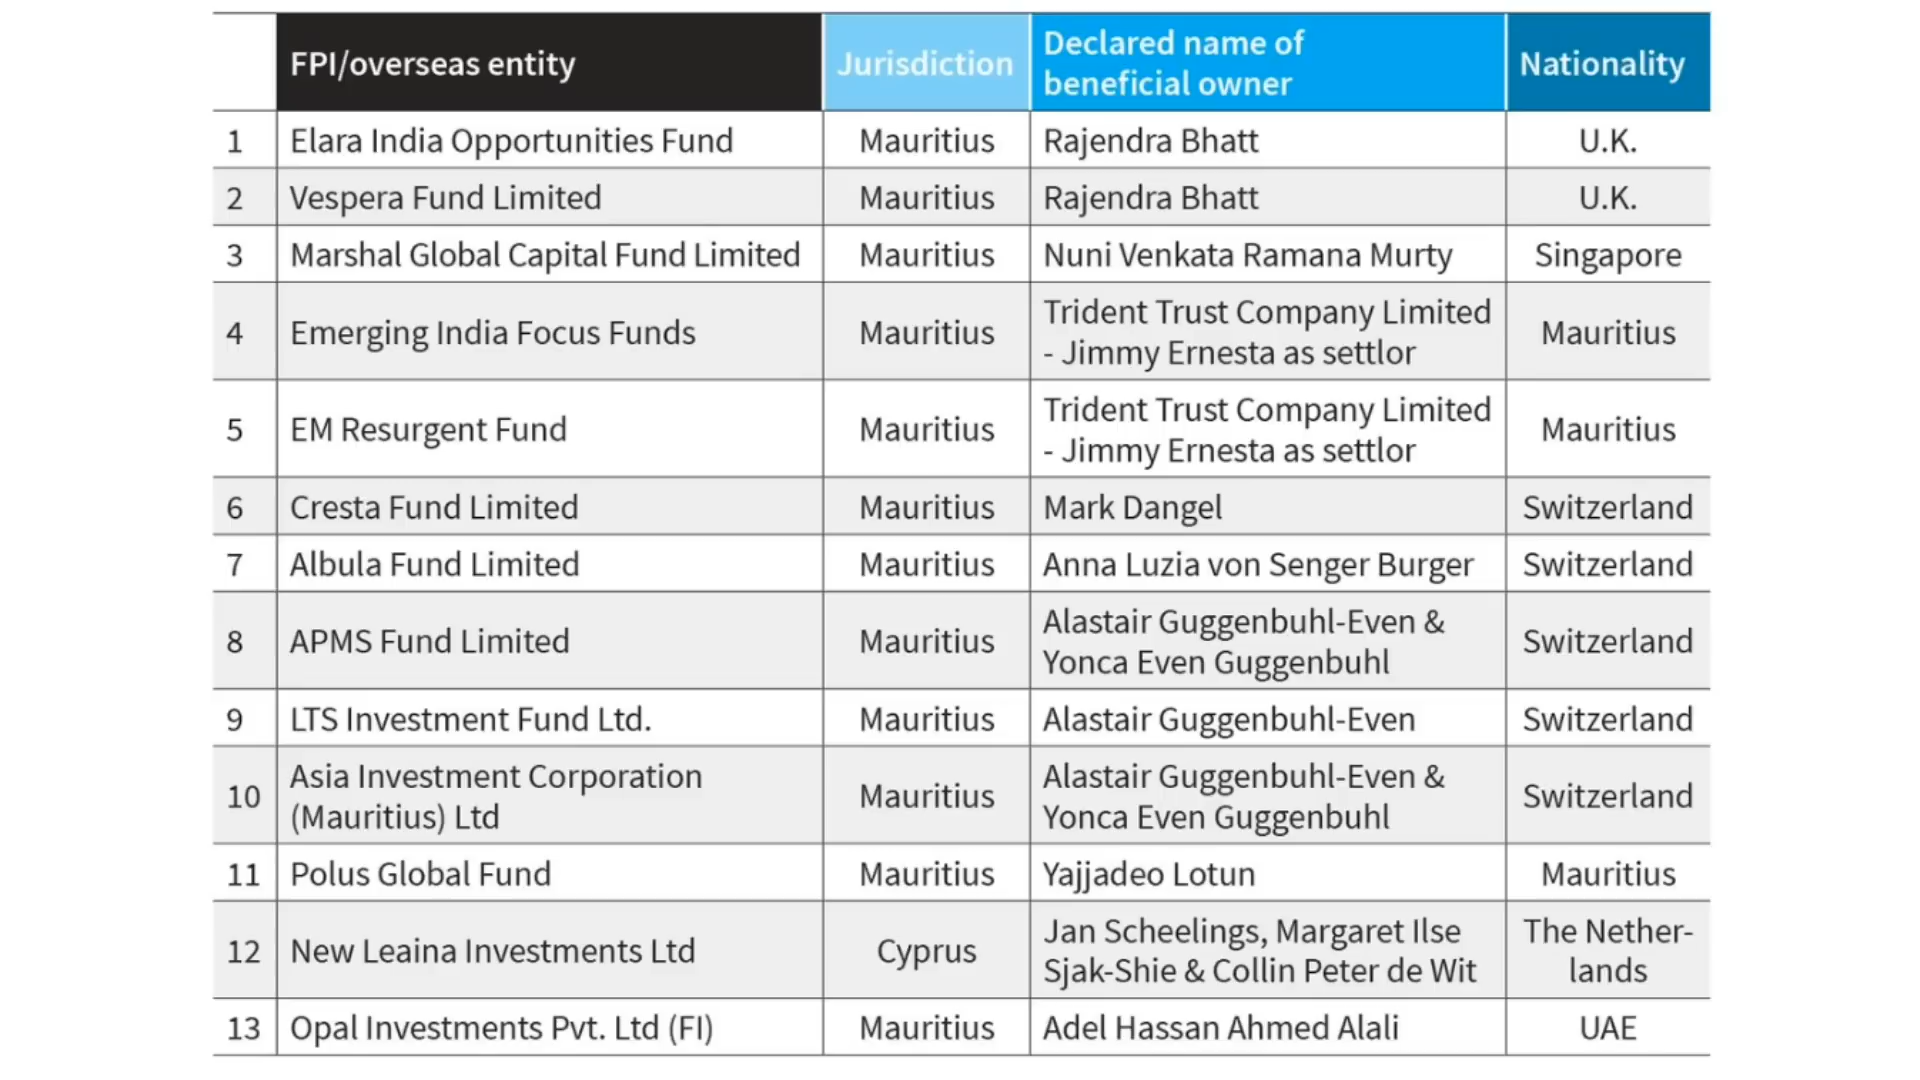 FPI/overseas entity
Jurisdiction
Declared name of
beneficial owner
Nationality
1 Elara India Opportunities Fund Mauritius Rajendra Bhatt U.K.
2 Vespera Fund Limited Mauritius Rajendra Bhatt U.K.
3 Marshal Global Capital Fund Limited Mauritius Nuni Venkata Ramana Murty Singapore
4 Emerging India Focus Funds Mauritius Trident Trust Company Limited
- Jimmy Ernesta as settlor Mauritius
5 EM Resurgent Fund Mauritius Trident Trust Company Limited
- Jimmy Ernesta as settlor Mauritius
6 Cresta Fund Limited Mauritius Mark Dangel Switzerland
7 Albula Fund Limited Mauritius Anna Luzia von Senger Burger Switzerland
8 APMS Fund Limited Mauritius Alastair Guggenbuhl-Even &
Yonca Even Guggenbuhl Switzerland
9 LTS Investment Fund Ltd. Mauritius Alastair Guggenbuhl-Even Switzerland
10 Asia Investment Corporation
(Mauritius) Ltd Mauritius Alastair Guggenbuhl-Even &
Yonca Even Guggenbuhl Switzerland
11 Polus Global Fund Mauritius Yajjadeo Lotun Mauritius
12 New Leaina Investments Ltd Cyprus Jan Scheelings, Margaret Ilse
Sjak-Shie & Collin Peter de Wit The Nether-
lands
13 Opal Investments Pvt. Ltd (FI) Mauritius Adel Hassan Ahmed Alali UAE